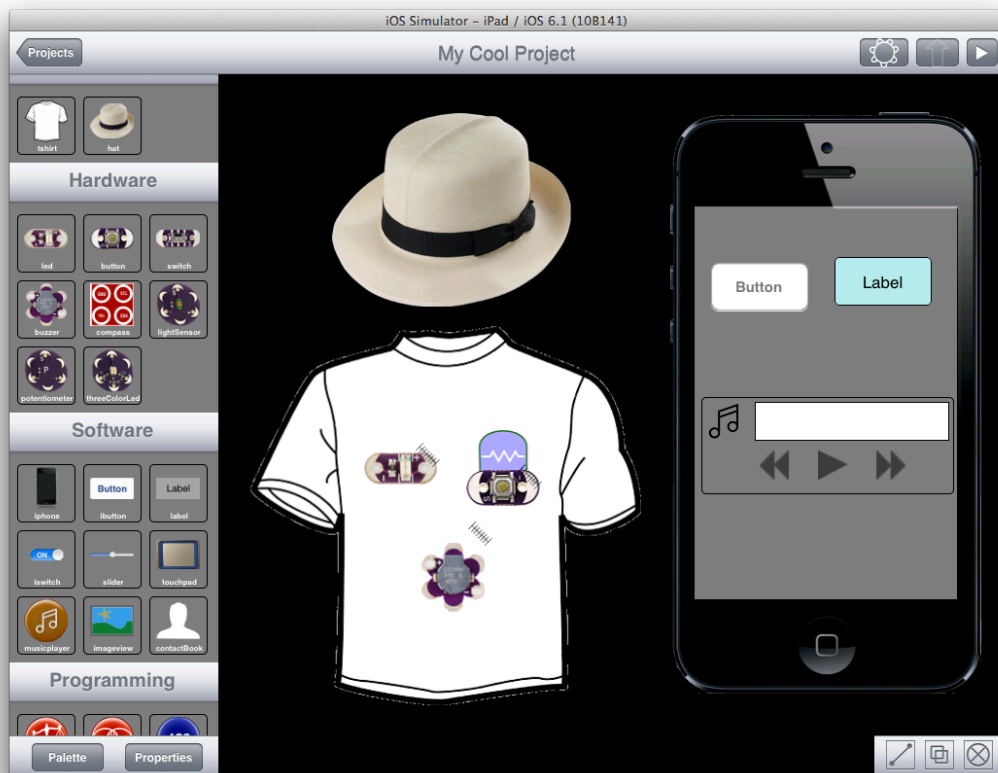 iOS Simulator – iPad / iOS 6.1 (10B141)
Projects
My Cool Project
tshirt
hat
Hardware
led
button
switch
buzzer
compass
lightSensor
potentiometer
threeColorLed
Software
Button
Label
iphone
ibutton
label
ON
iswitch
slider
touchpad
musicplayer
imageview
contactBook
Programming
Palette
Properties
Button
Label